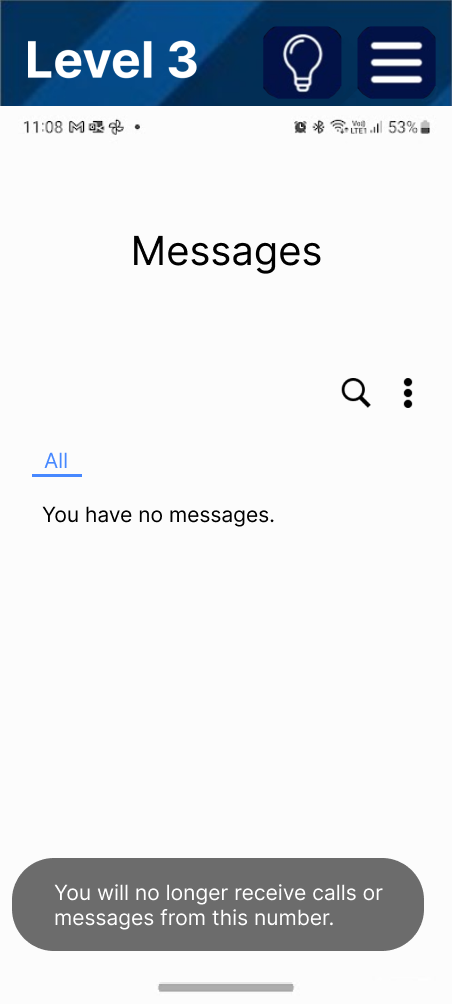 Level 3
11:08
53%
Messages
All
You have no messages.
You will no longer receive calls or
messages from this number.